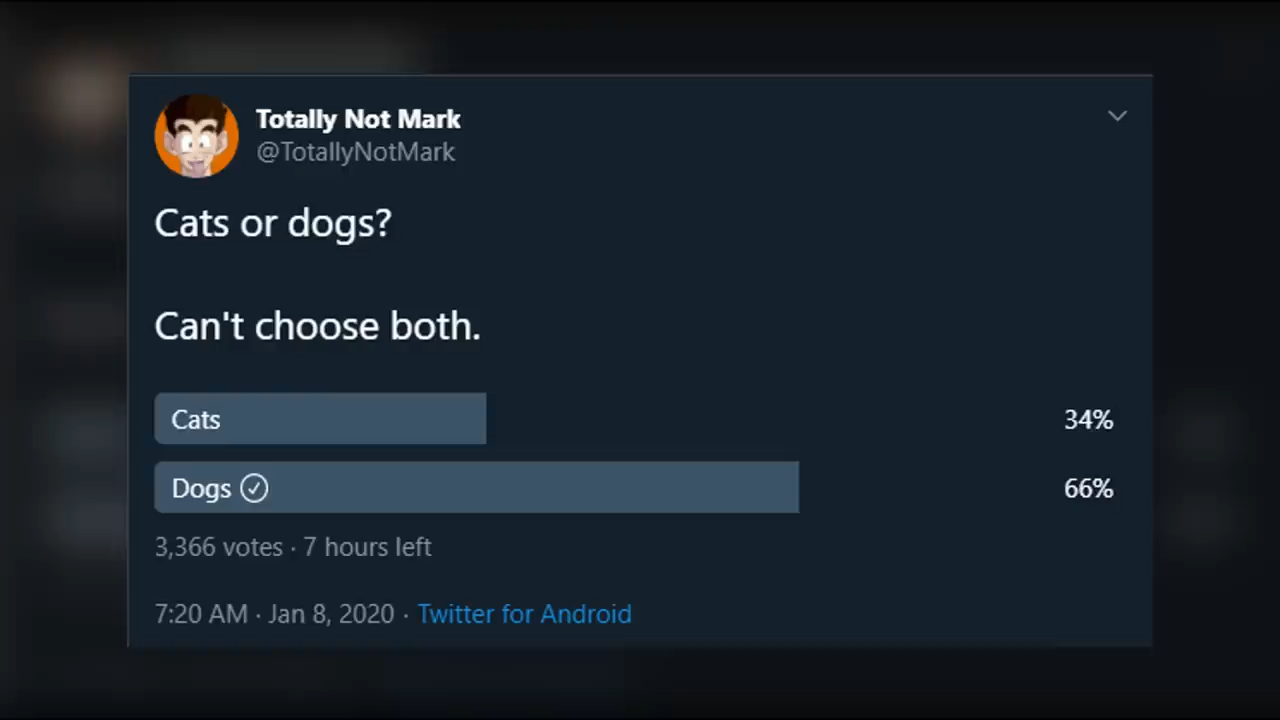 Totally Not Mark
@TotallyNotMark
Cats or dogs?
Can't choose both.
Cats 34%
Dogs 66%
3,366 votes · 7 hours left
7:20 AM · Jan 8, 2020 · Twitter for Android